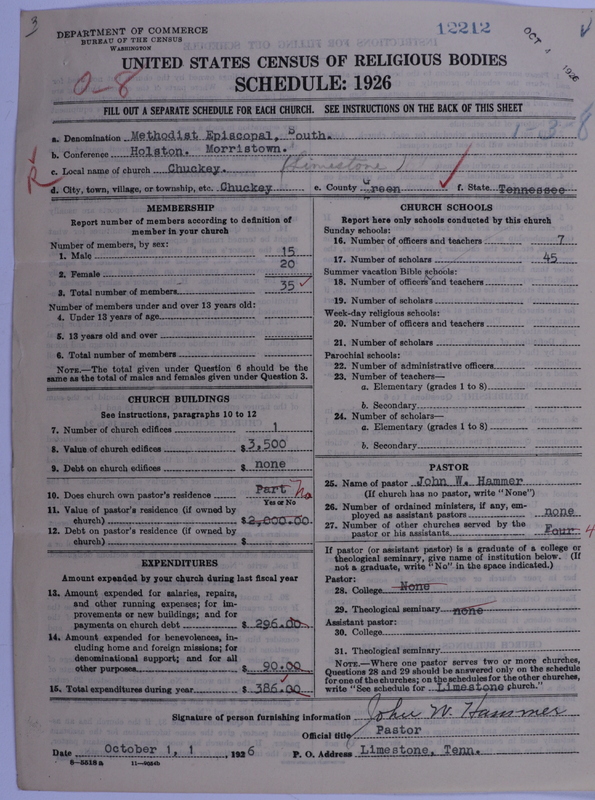 3
DEPARTMENT OF COMMERCE
BUREAU OF THE CENSUS
WASHINGTON
12212
OCT 4 1926
UNITED STATES CENSUS OF RELIGIOUS BODIES
0-8
SCHEDULE: 1926
FILL OUT A SEPARATE SCHEDULE FOR EACH CHURCH. SEE INSTRUCTIONS ON THE BACK OF THIS SHEET
1-3-8
a. Denomination Methodist Episcopal, South.
b. Conference Holston. Morristown.
c. Local name of church Chuckey. (Limestone)
R
d. City, town, village, or township, etc. Chuckey e. County Green f. State Tennessee
MEMBERSHIP
Report number of members according to definition of member in your church
Number of members, by sex:
1. Male 15
2. Female 20
3. Total number of members 35
Number of members under and over 13 years old:
4. Under 13 years of age
5. 13 years old and over
6. Total number of members
NOTE.—The total given under Question 6 should be the same as the total of males and females given under Question 3.
CHURCH BUILDINGS
See instructions, paragraphs 10 to 12
7. Number of church edifices 1
8. Value of church edifices $3,500
9. Debt on church edifices $ none
10. Does church own pastor's residence Part No
Yes or No
11. Value of pastor's residence (if owned by church) $2,000.00
12. Debt on pastor's residence (if owned by church) $
EXPENDITURES
Amount expended by your church during last fiscal year
13. Amount expended for salaries, repairs, and other running expenses; for improvements or new buildings; and for payments on church debt $ 296.00
14. Amount expended for benevolences, including home and foreign missions; for denominational support; and for all other purposes $ 90.00
15. Total expenditures during year $ 386.00
CHURCH SCHOOLS
Report here only schools conducted by this church
Sunday schools:
16. Number of officers and teachers 7
17. Number of scholars 45
Summer vacation Bible schools:
18. Number of officers and teachers
19. Number of scholars
Week-day religious schools:
20. Number of officers and teachers
21. Number of scholars
Parochial schools:
22. Number of administrative officers
23. Number of teachers—
a. Elementary (grades 1 to 8)
b. Secondary
24. Number of scholars—
a. Elementary (grades 1 to 8)
b. Secondary
PASTOR
25. Name of pastor John W. Hammer
(If church has no pastor, write "None")
26. Number of ordained ministers, if any, employed as assistant pastors none
27. Number of other churches served by the pastor or his assistants Four 4
If pastor (or assistant pastor) is a graduate of a college or theological seminary, give name of institution below. (If not a graduate, write "No" in the space indicated.)
Pastor:
28. College None
29. Theological seminary none
Assistant pastor:
30. College
31. Theological seminary
NOTE.—Where one pastor serves two or more churches, Questions 28 and 29 should be answered only on the schedule for one of the churches; on the schedules for the other churches, write "See schedule for Limestone church."
Signature of person furnishing information John W. Hammer
Official title Pastor
Date October 1, 1 , 1926 P. O. Address Limestone, Tenn.
8-5518 a